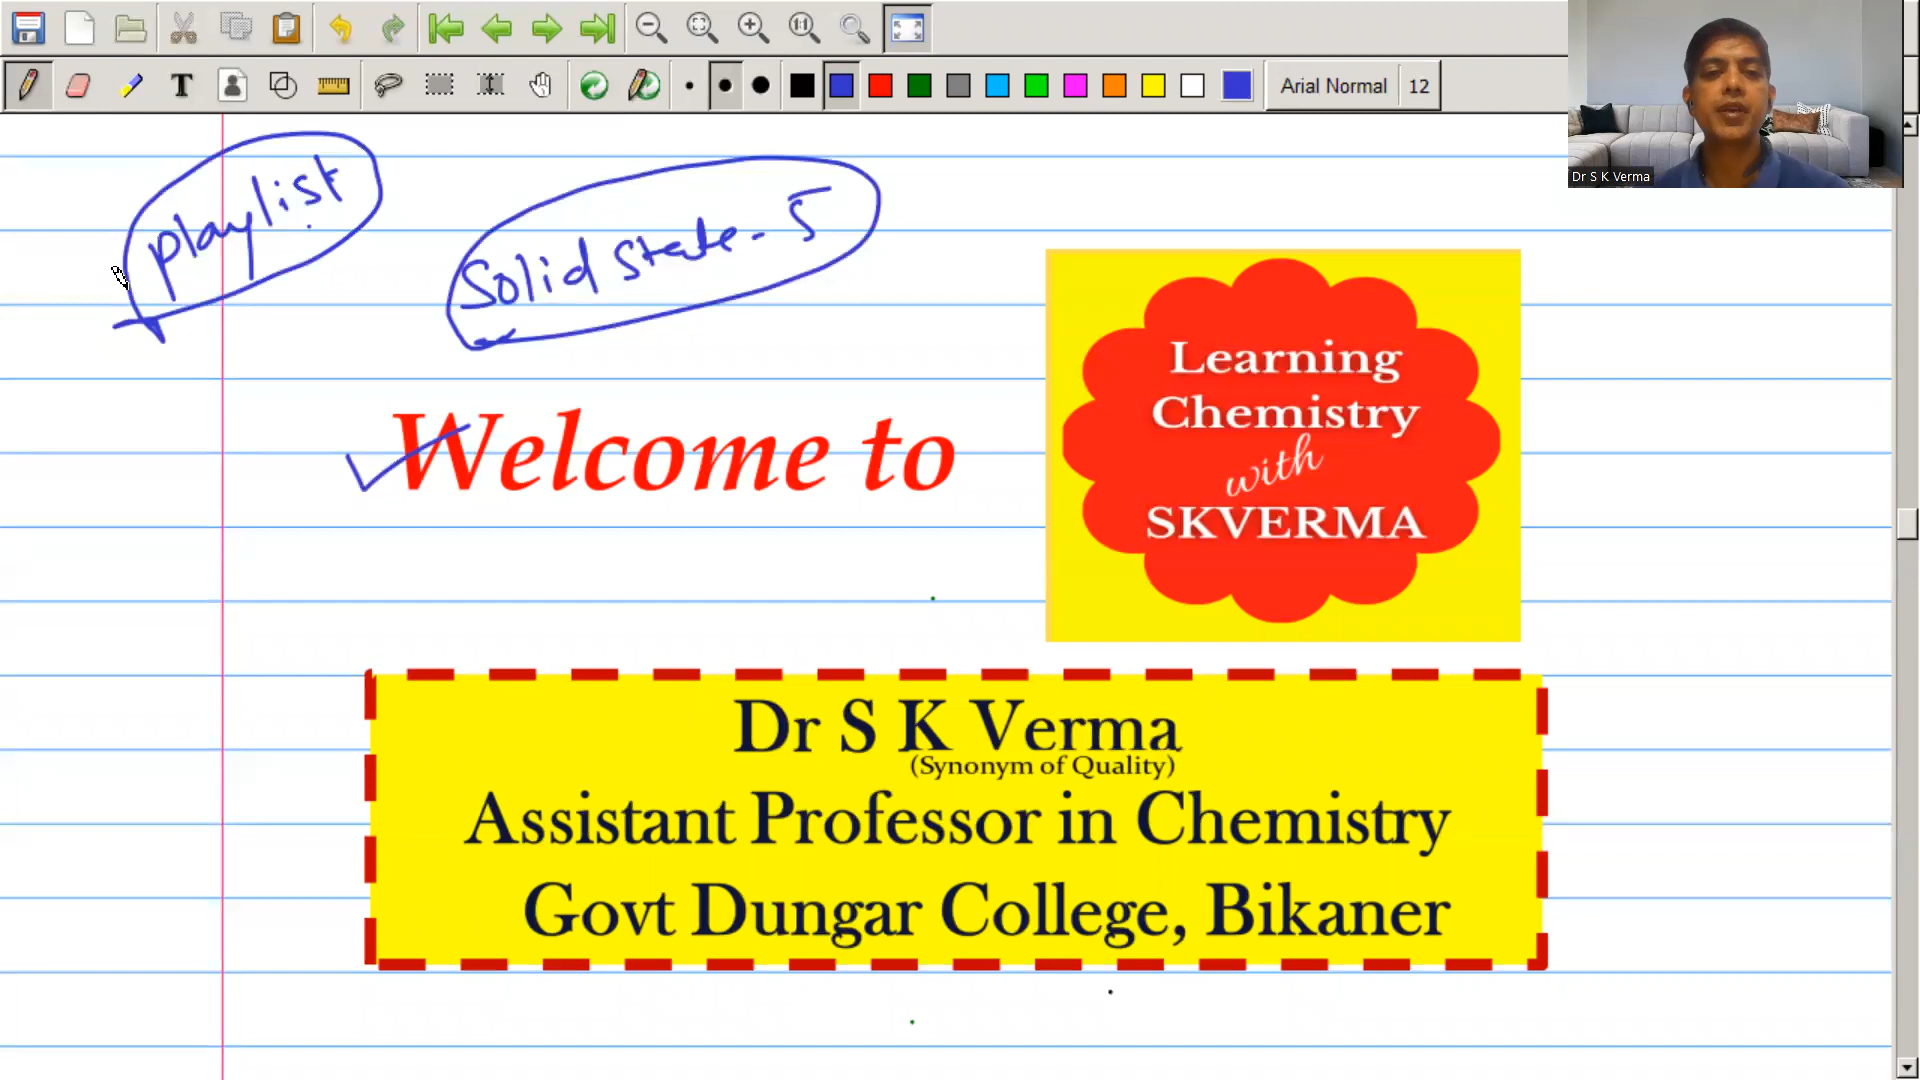 Arial Normal 12
Dr S K Verma
Playlist
Solid State - 5
Welcome to
Learning
Chemistry
with
SKVERMA
Dr S K Verma
(Synonym of Quality)
Assistant Professor in Chemistry
Govt Dungar College, Bikaner